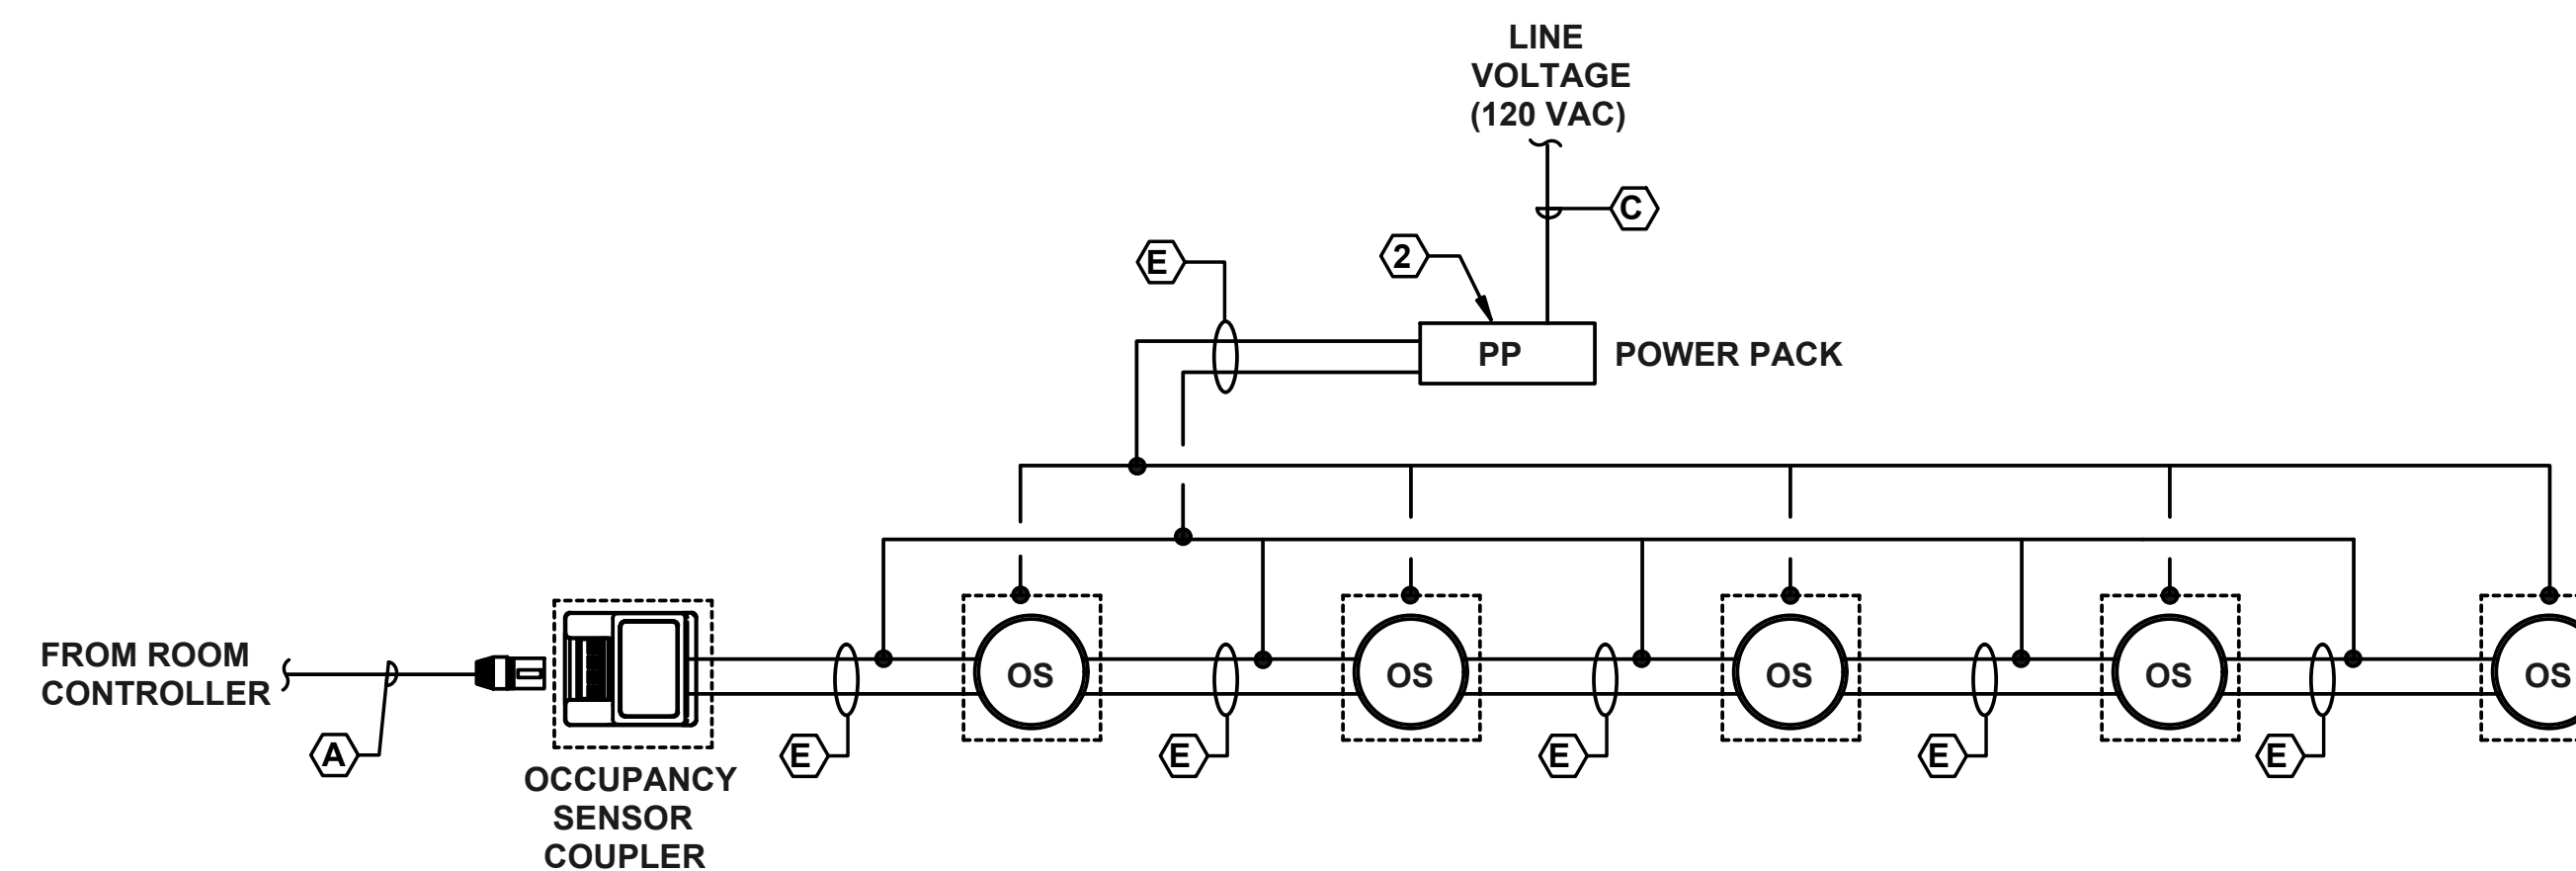 LINE
VOLTAGE
(120 VAC)
C
2
E
PP
POWER PACK
FROM ROOM
CONTROLLER
OS
OS
OS
OS
OS
A
E
E
E
E
E
OCCUPANCY
SENSOR
COUPLER